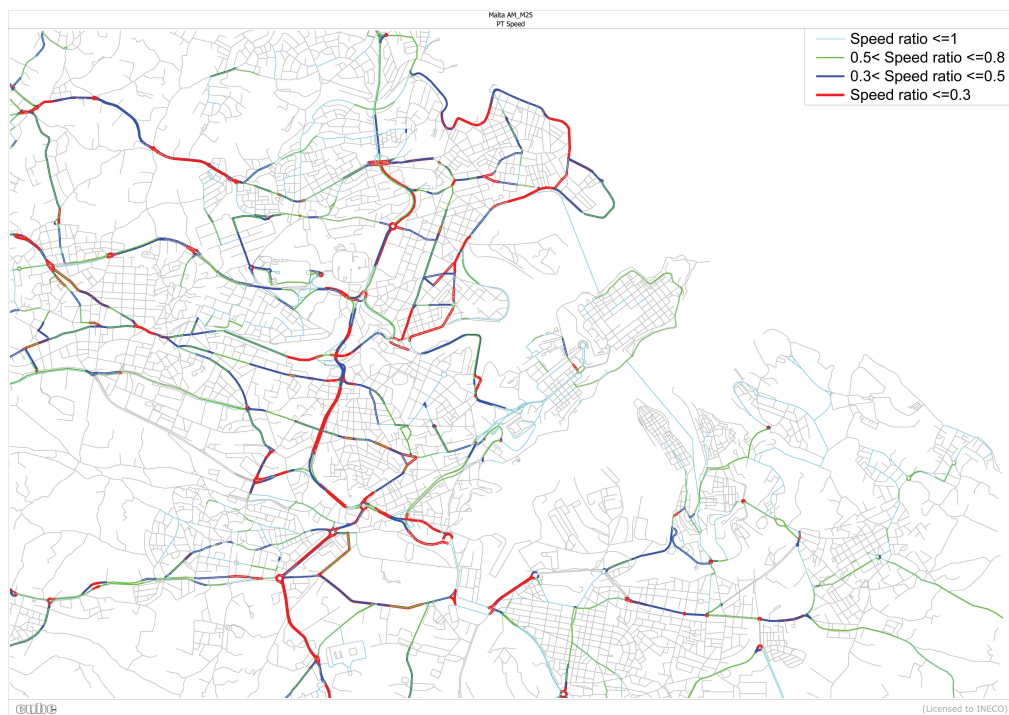 Malta AM_M25
PT Speed
Speed ratio <=1
0.5< Speed ratio <=0.8
0.3< Speed ratio <=0.5
Speed ratio <=0.3
cube
(Licensed to INECO)